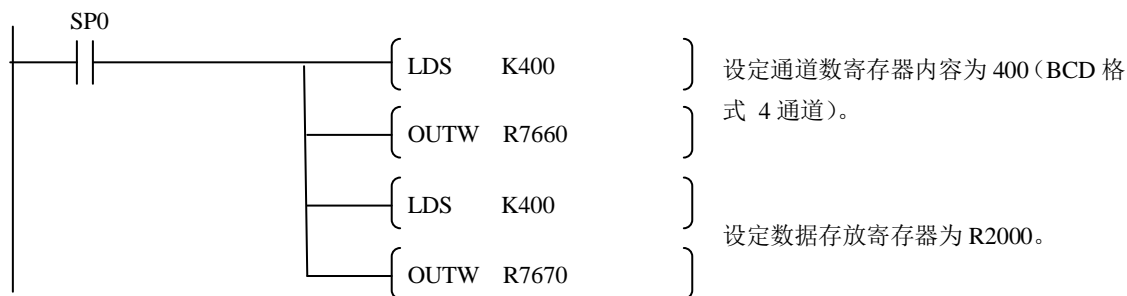 SP0
LDS K400
设定通道数寄存器内容为 400（BCD 格
式 4 通道）。
OUTW R7660
LDS K400
设定数据存放寄存器为 R2000。
OUTW R7670